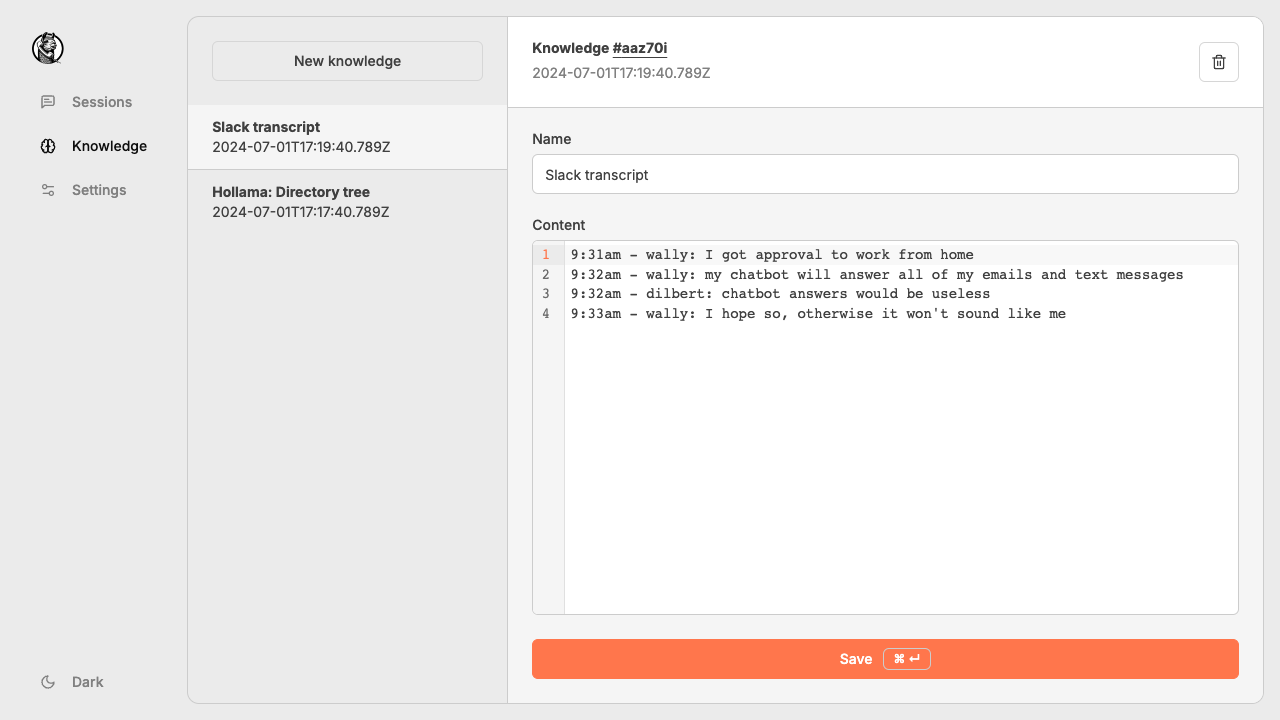 Sessions
Knowledge
Settings
Dark
New knowledge
Slack transcript
2024-07-01T17:19:40.789Z
Hollama: Directory tree
2024-07-01T17:17:40.789Z
Knowledge #aaz70i
2024-07-01T17:19:40.789Z
Name
Slack transcript
Content
1 9:31am - wally: I got approval to work from home
2 9:32am - wally: my chatbot will answer all of my emails and text messages
3 9:32am - dilbert: chatbot answers would be useless
4 9:33am - wally: I hope so, otherwise it won't sound like me
Save ⌘ ↵